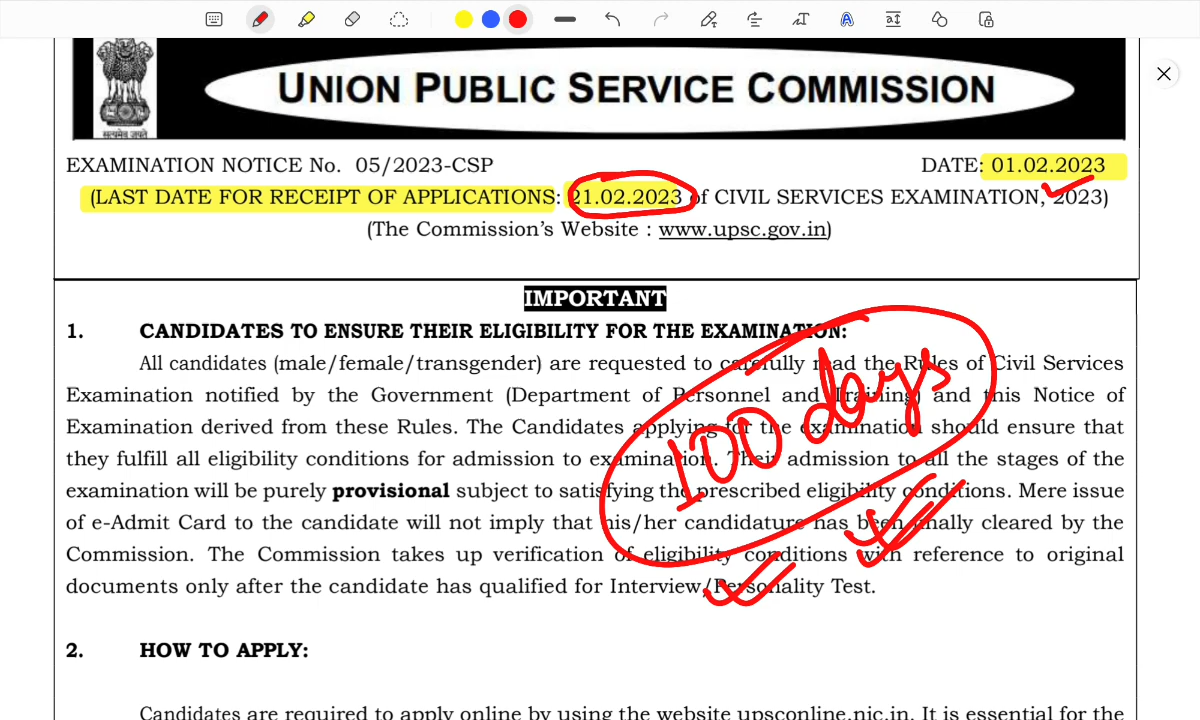 सत्यमेव जयते
UNION PUBLIC SERVICE COMMISSION
EXAMINATION NOTICE No. 05/2023-CSP DATE: 01.02.2023
(LAST DATE FOR RECEIPT OF APPLICATIONS: 21.02.2023 of CIVIL SERVICES EXAMINATION, 2023)
(The Commission's Website : www.upsc.gov.in)
IMPORTANT
1. CANDIDATES TO ENSURE THEIR ELIGIBILITY FOR THE EXAMINATION:
All candidates (male/female/transgender) are requested to carefully read the Rules of Civil Services
Examination notified by the Government (Department of Personnel and Training) and this Notice of
Examination derived from these Rules. The Candidates applying for the examination should ensure that
they fulfill all eligibility conditions for admission to examination. Their admission to all the stages of the
examination will be purely provisional subject to satisfying the prescribed eligibility conditions. Mere issue
of e-Admit Card to the candidate will not imply that his/her candidature has been finally cleared by the
Commission. The Commission takes up verification of eligibility conditions with reference to original
documents only after the candidate has qualified for Interview/Personality Test.
100 days
2. HOW TO APPLY:
Candidates are required to apply online by using the website upsconline.nic.in. It is essential for the